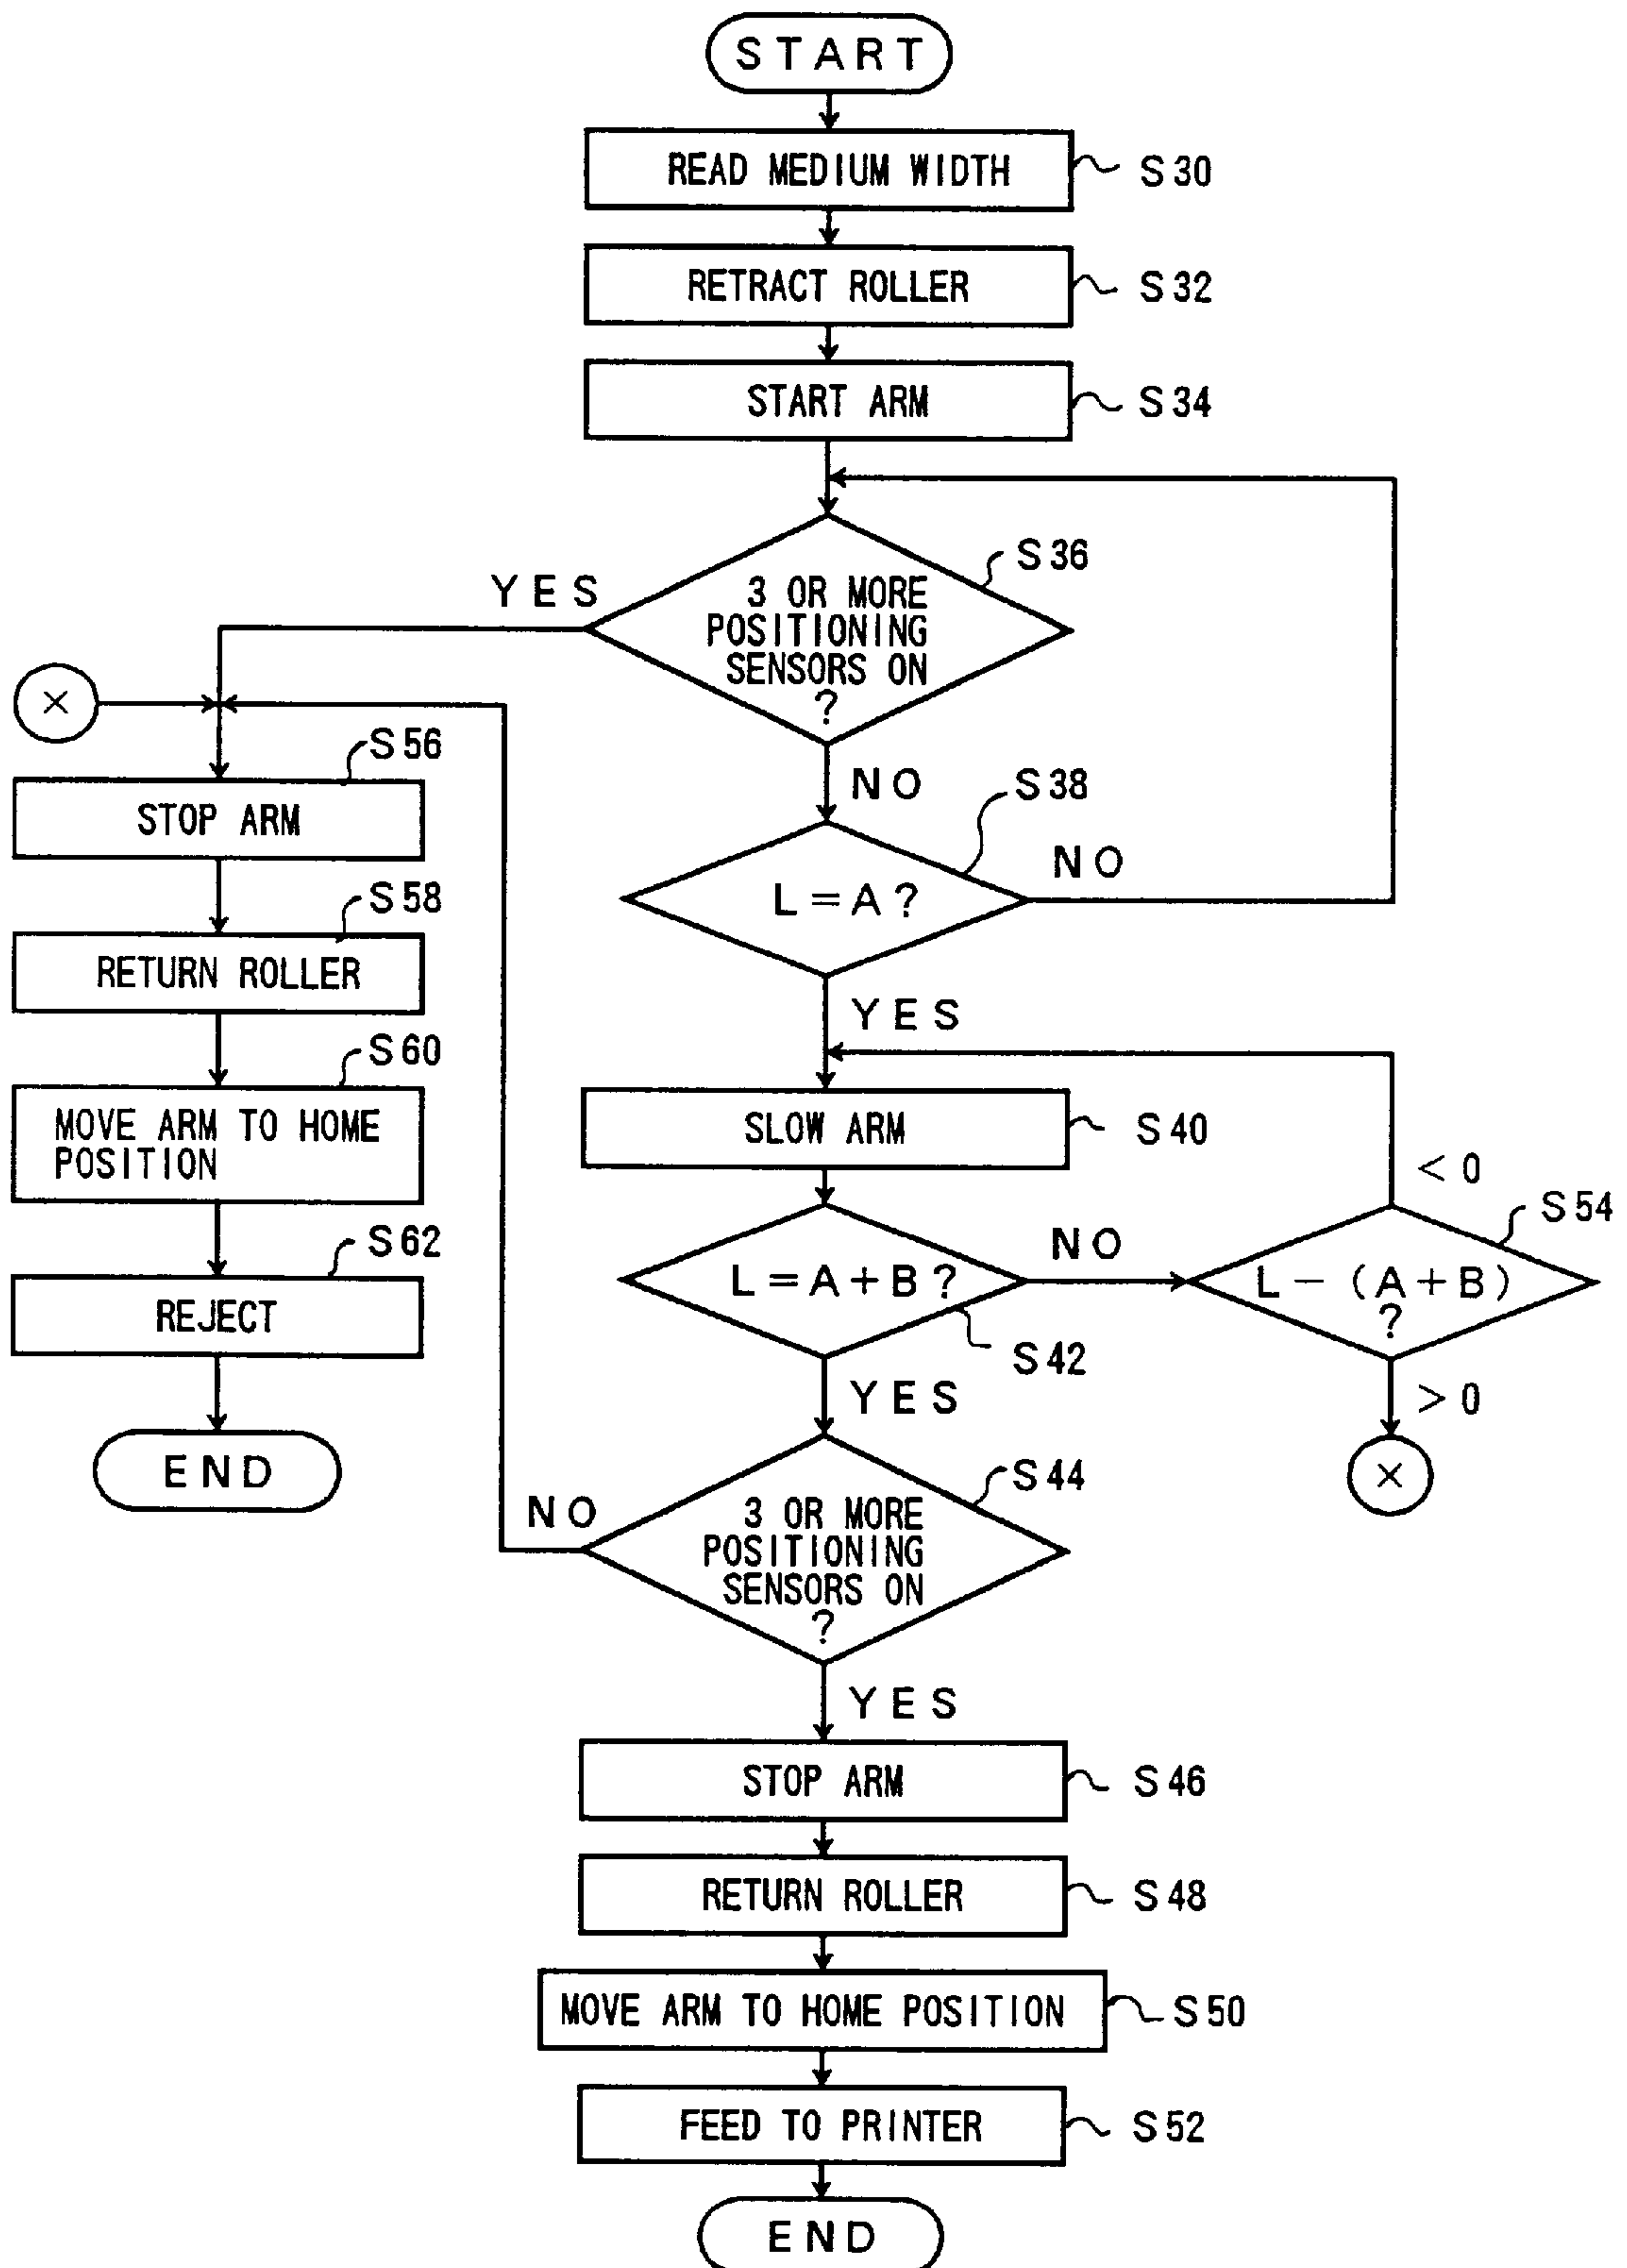 START
READ MEDIUM WIDTH
S30
RETRACT ROLLER
S32
START ARM
S34
S36
YES
3 OR MORE
POSITIONING
SENSORS ON
?
×
S56
NO
S38
STOP ARM
L=A?
NO
S58
RETURN ROLLER
YES
S60
MOVE ARM TO HOME
POSITION
SLOW ARM
S40
<0
S54
S62
NO
L=A+B?
L-(A+B)
?
REJECT
S42
YES
>0
END
S44
×
NO
3 OR MORE
POSITIONING
SENSORS ON
?
YES
STOP ARM
S46
RETURN ROLLER
S48
MOVE ARM TO HOME POSITION
S50
FEED TO PRINTER
S52
END